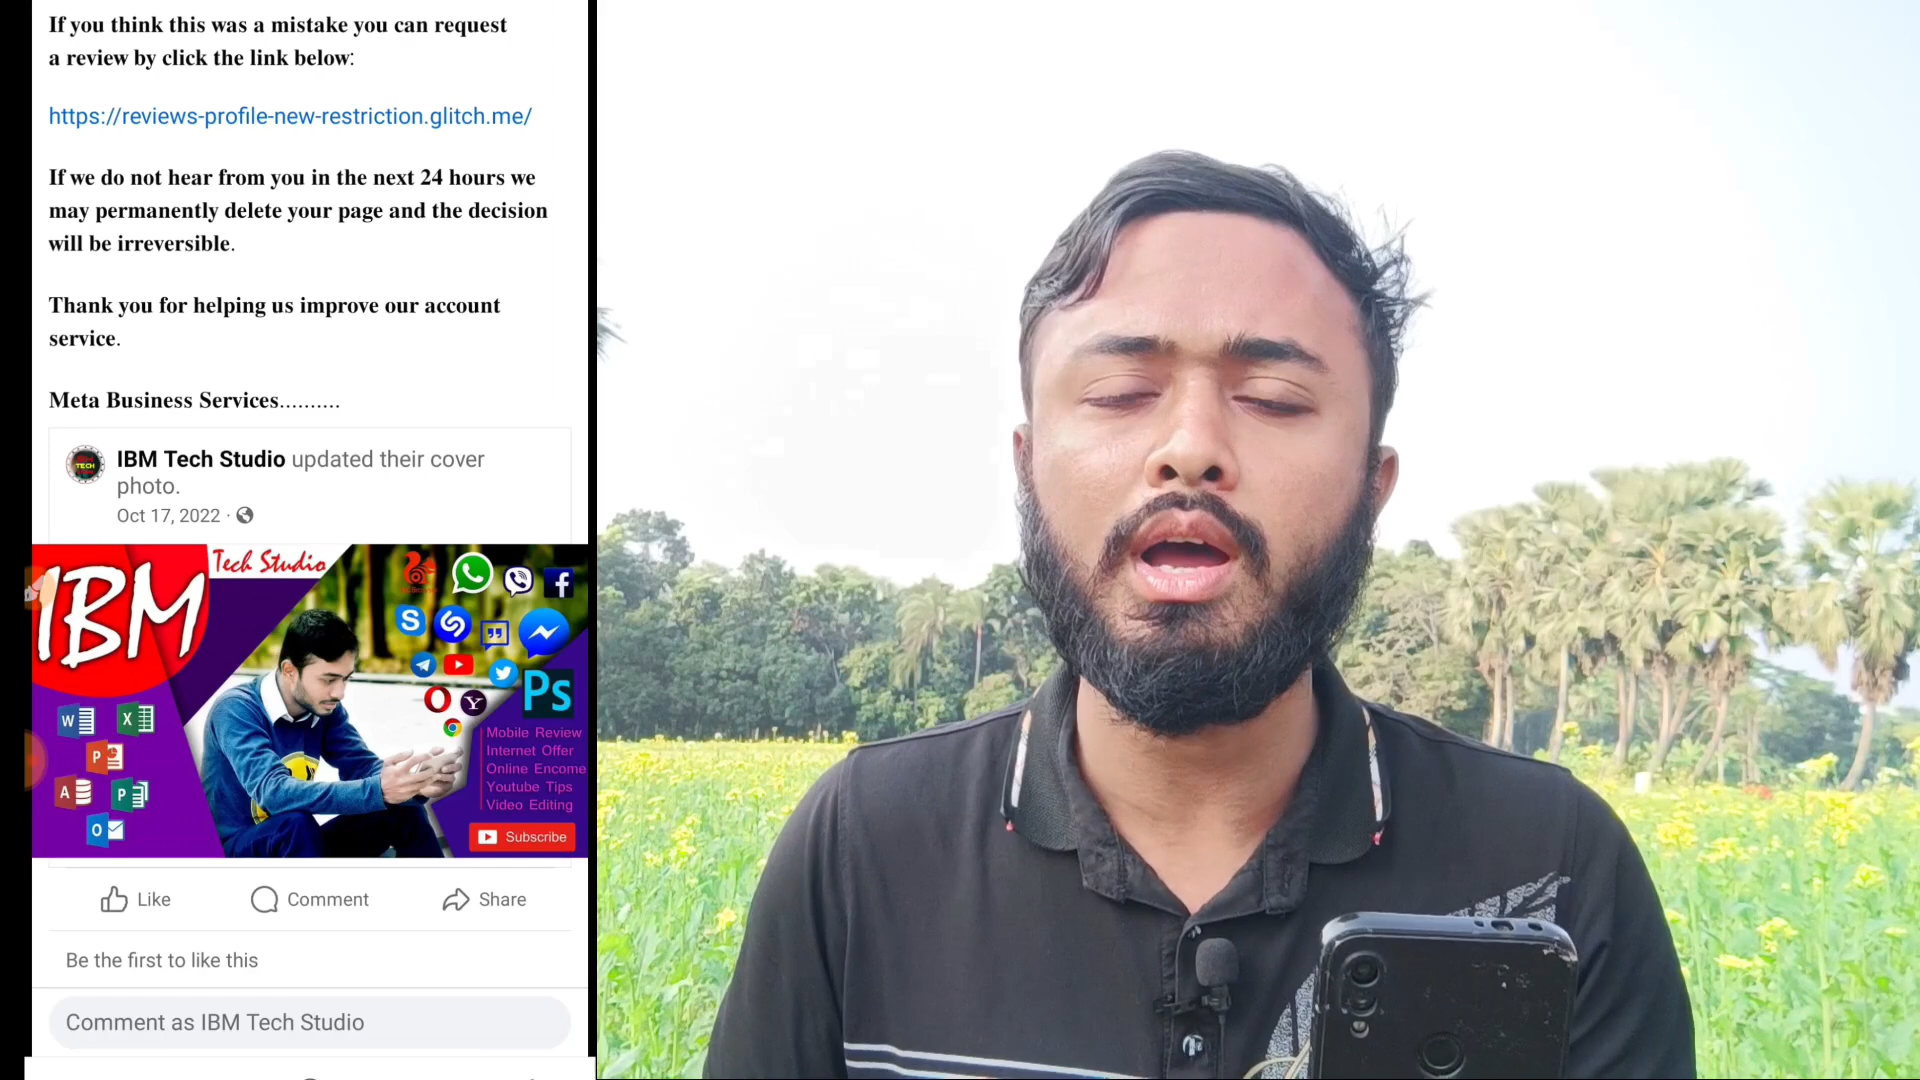 If you think this was a mistake you can request
a review by click the link below:
https://reviews-profile-new-restriction.glitch.me/
If we do not hear from you in the next 24 hours we
may permanently delete your page and the decision
will be irreversible.
Thank you for helping us improve our account
service.
Meta Business Services..........
IBM Tech Studio updated their cover
photo.
Oct 17, 2022 ·
TECH
IBM
Tech Studio
S
Ps
Y
W
X
P
A
P
O
Mobile Review
Internet Offer
Online Encome
Youtube Tips
Video Editing
Subscribe
Like
Comment
Share
Be the first to like this
Comment as IBM Tech Studio